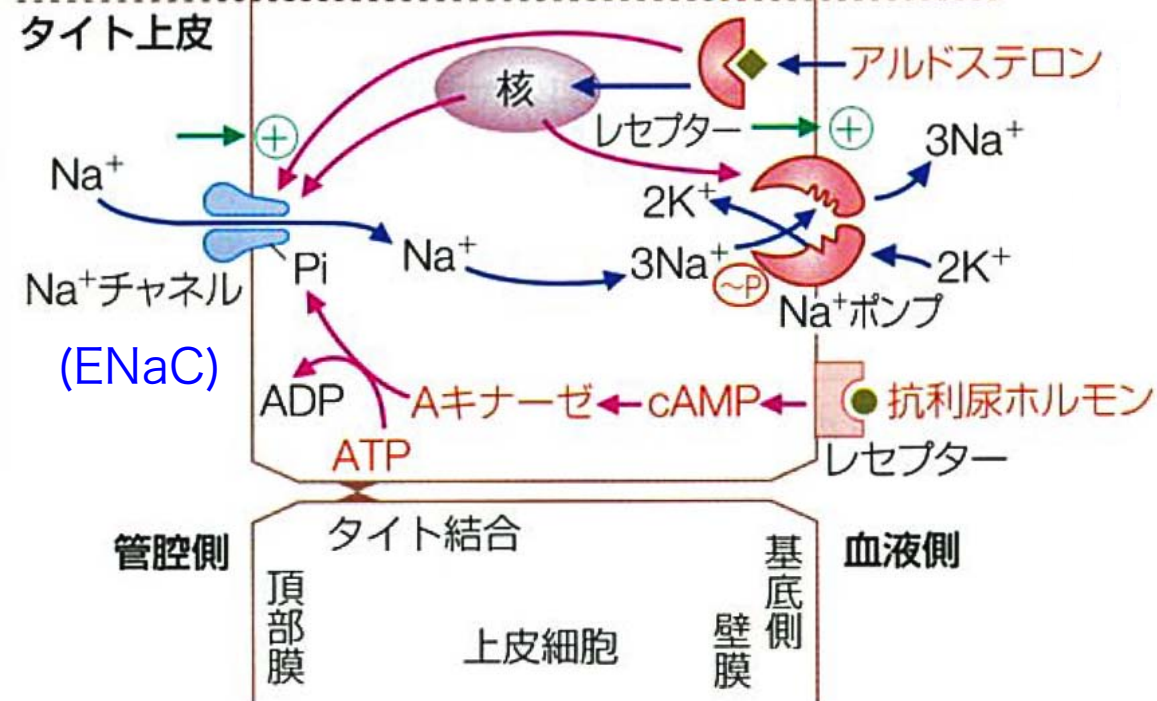 タイト上皮
アルドステロン
核
レセプター
+
+
3Na⁺
Na⁺
2K⁺
Na⁺
3Na⁺
~P
2K⁺
Pi
Na⁺チャネル
Na⁺ポンプ
(ENaC)
ADP
Aキナーゼ
cAMP
抗利尿ホルモン
ATP
レセプター
タイト結合
管腔側
血液側
頂部膜
上皮細胞
基底側
壁膜